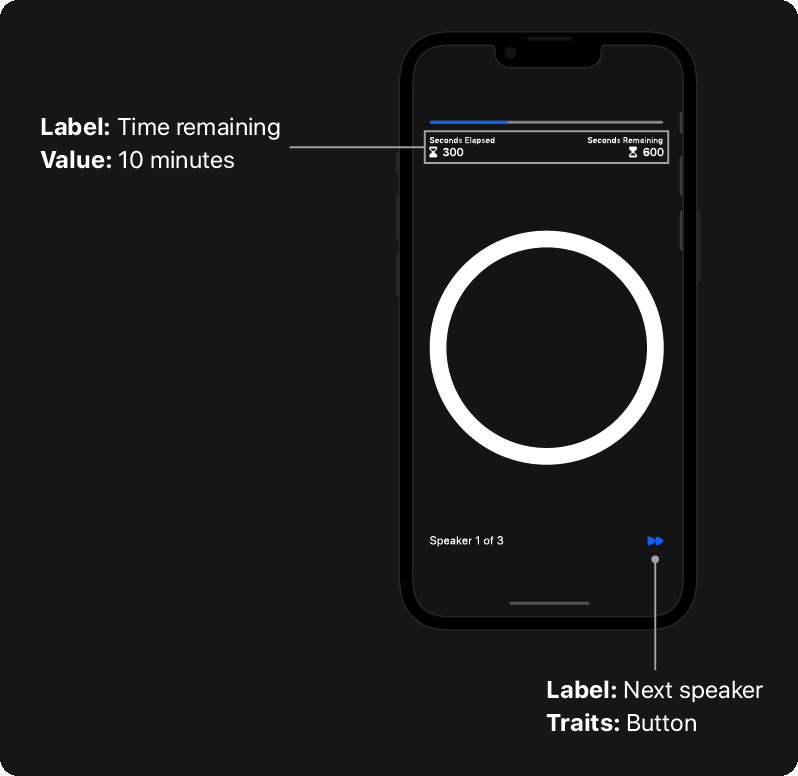 Label: Time remaining
Value: 10 minutes
Seconds Elapsed
300
Seconds Remaining
600
Speaker 1 of 3
Label: Next speaker
Traits: Button